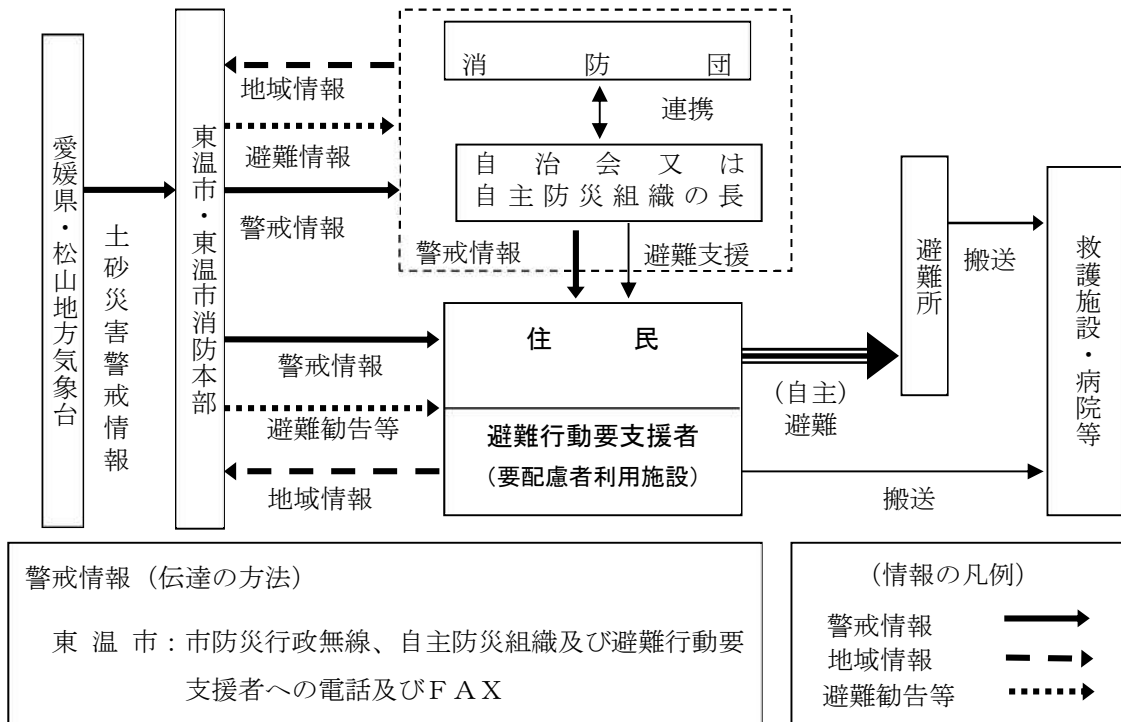 愛媛県・松山地方気象台
土砂災害警戒情報
東温市・東温市消防本部
地域情報
避難情報
警戒情報
消防団
連携
自治会又は
自主防災組織の長
警戒情報
避難支援
警戒情報
避難勧告等
地域情報
住民
避難行動要支援者
(要配慮者利用施設)
(自主)
避難
避難所
搬送
搬送
救護施設・病院等
警戒情報（伝達の方法）
東温市：市防災行政無線、自主防災組織及び避難行動要
支援者への電話及びＦＡＸ
(情報の凡例)
警戒情報
地域情報
避難勧告等